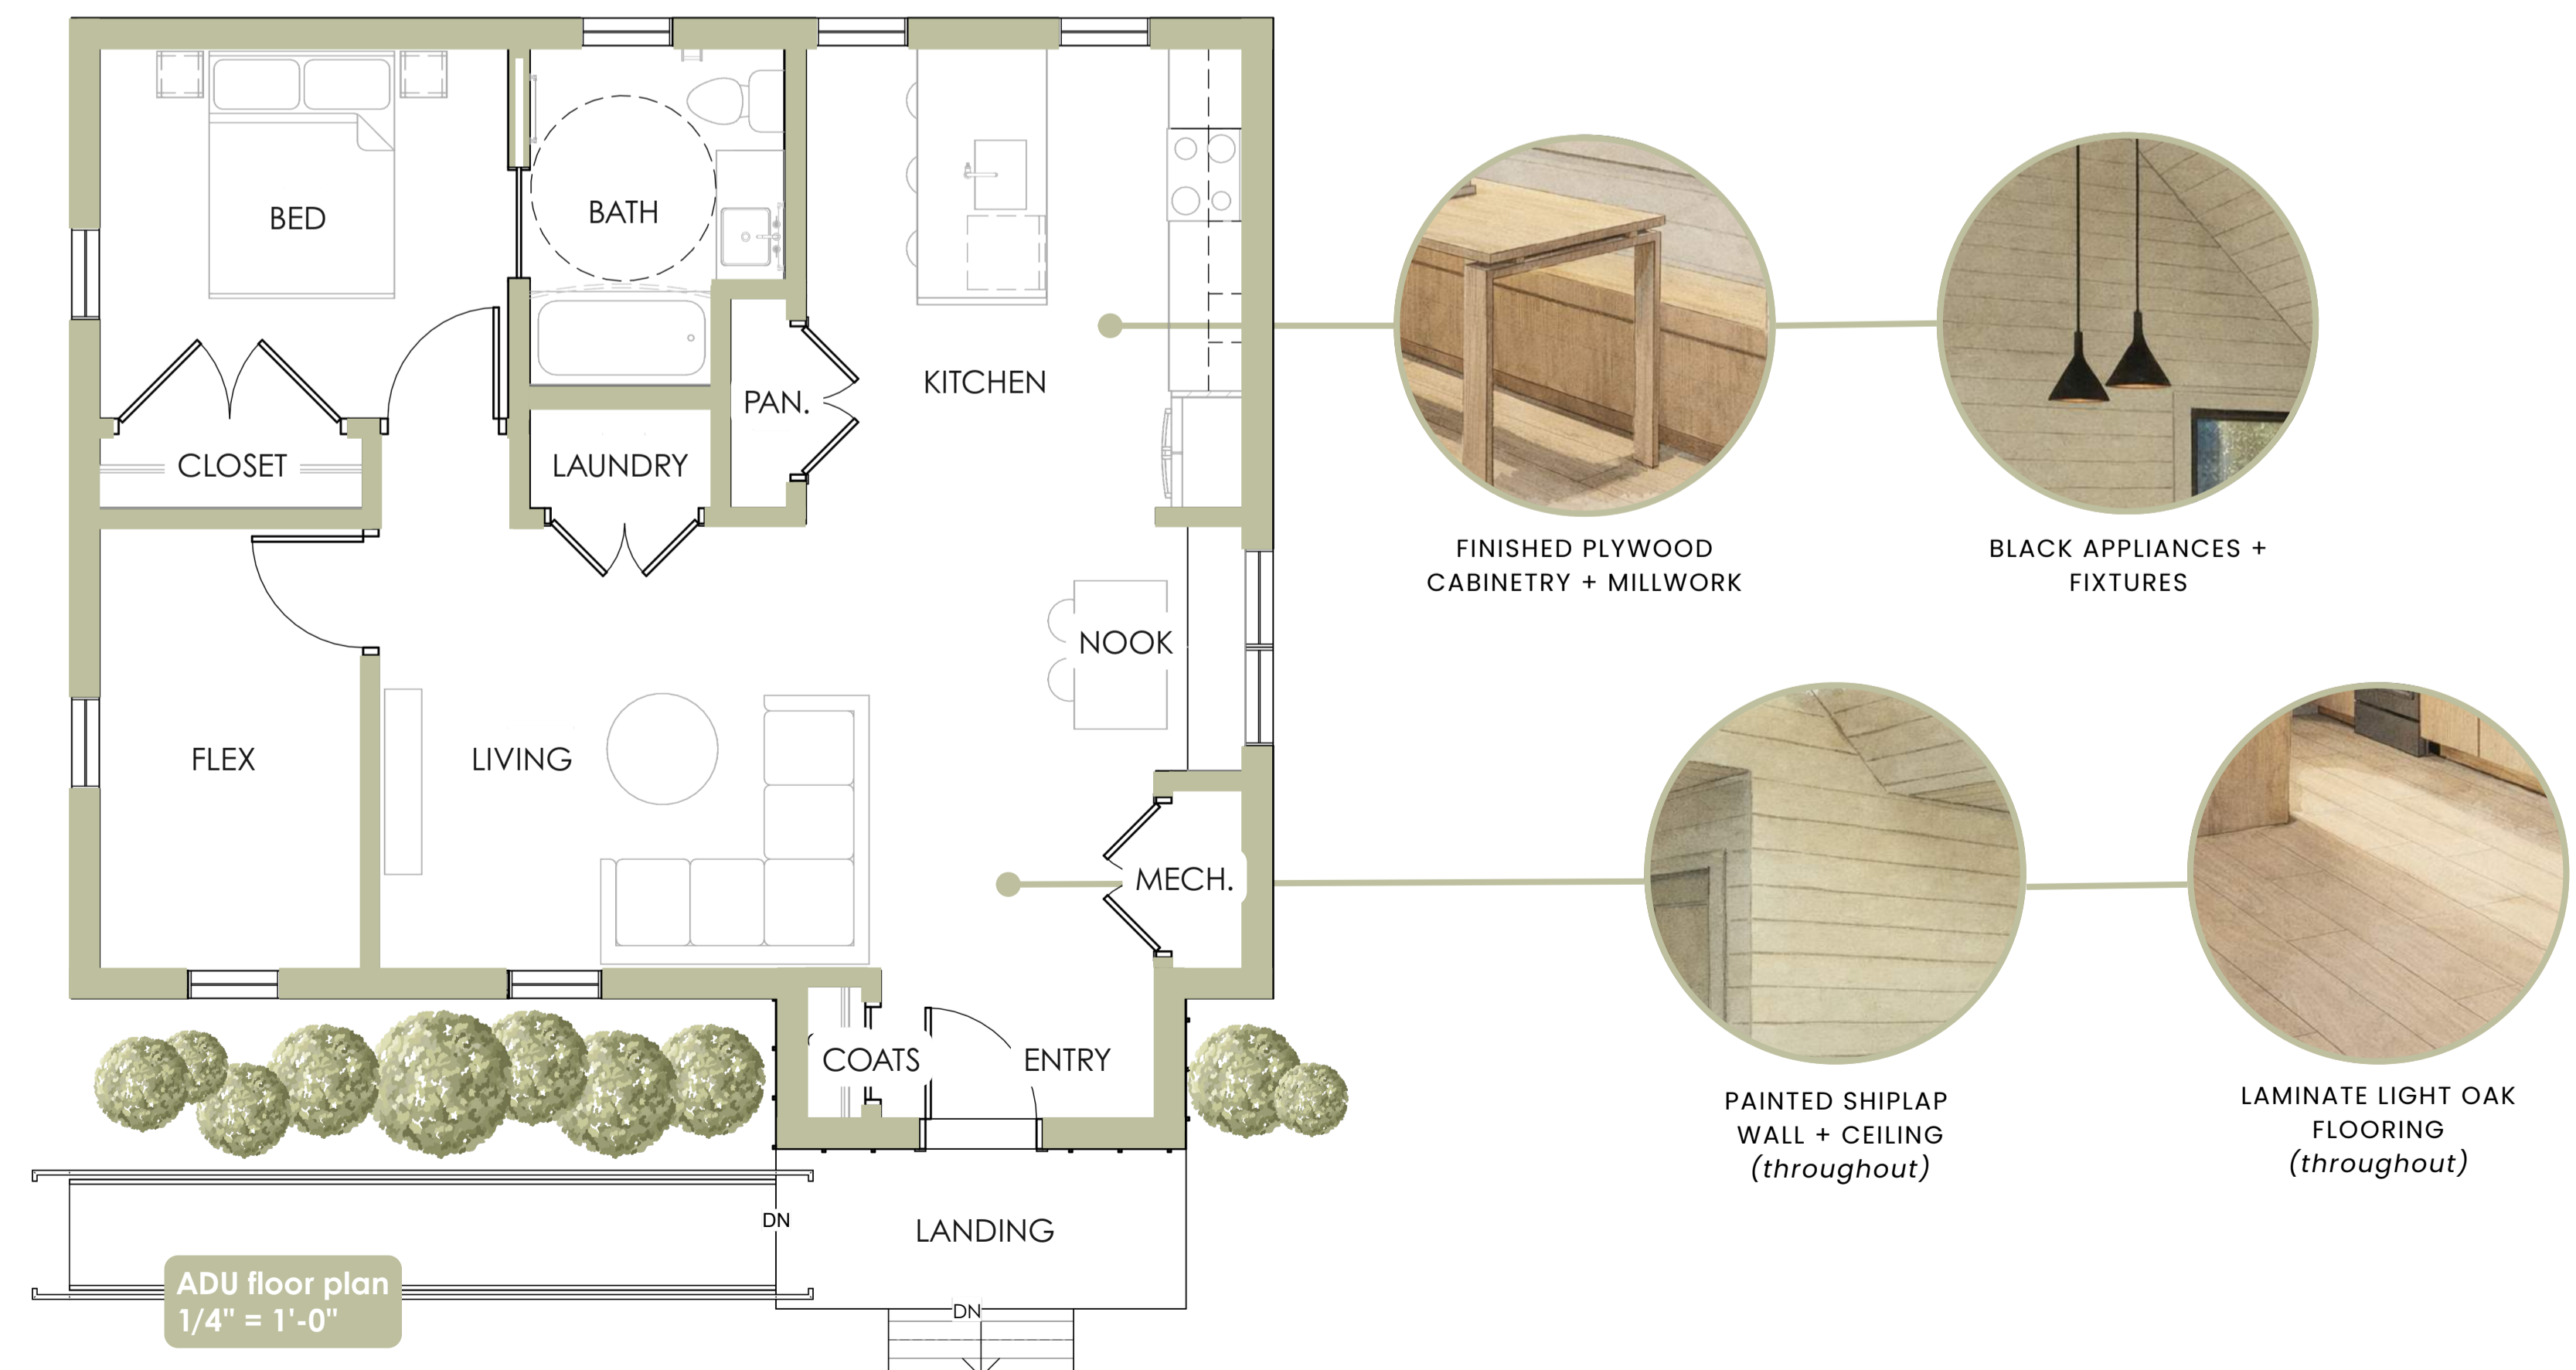 BED
BATH
KITCHEN
PAN.
CLOSET
LAUNDRY
NOOK
FLEX
LIVING
MECH.
COATS
ENTRY
DN
LANDING
DN
ADU floor plan
1/4" = 1'-0"
FINISHED PLYWOOD
CABINETRY + MILLWORK
BLACK APPLIANCES +
FIXTURES
PAINTED SHIPLAP
WALL + CEILING
(throughout)
LAMINATE LIGHT OAK
FLOORING
(throughout)